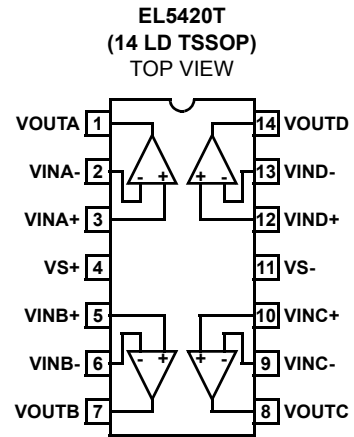 EL5420T
(14 LD TSSOP)
TOP VIEW
VOUTA 1 14 VOUTD
VINA- 2 - + + - 13 VIND-
VINA+ 3 12 VIND+
VS+ 4 11 VS-
VINB+ 5 10 VINC+
VINB- 6 - + + - 9 VINC-
VOUTB 7 8 VOUTC